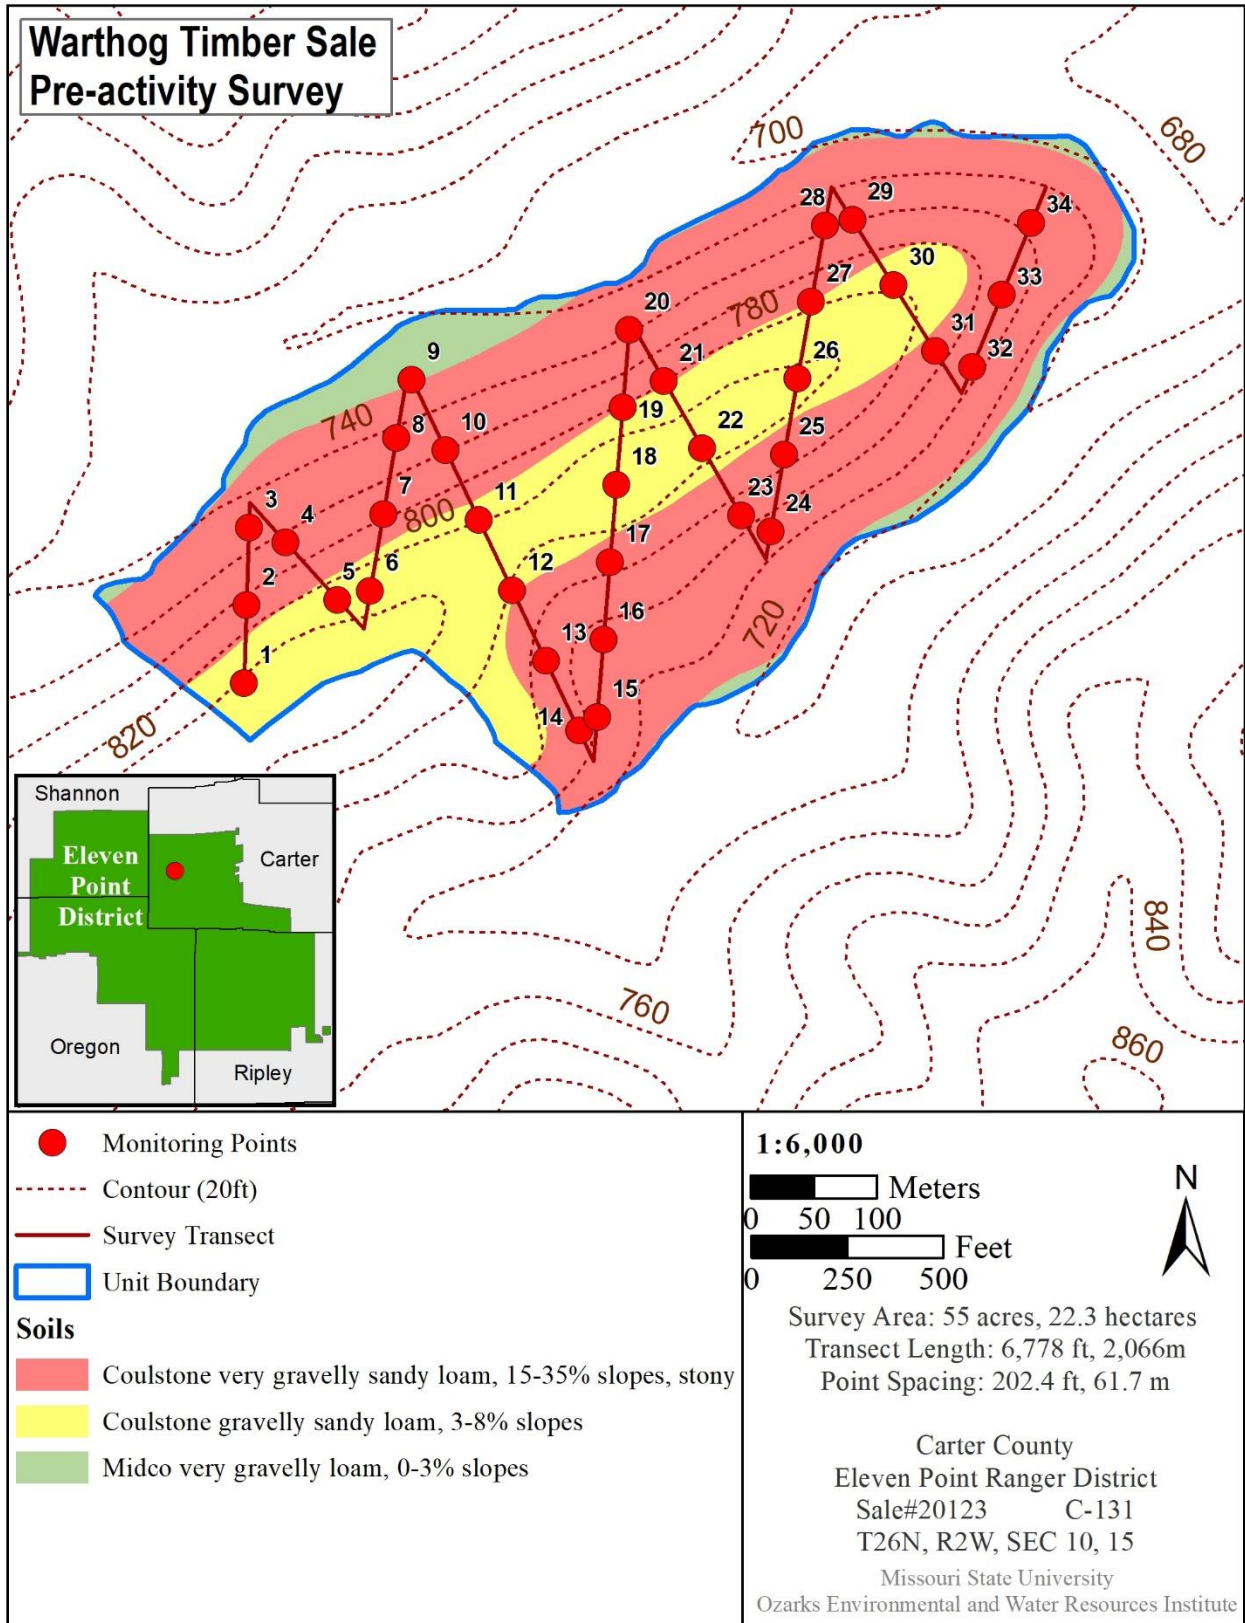 Warthog Timber Sale
Pre-activity Survey
700
680
28
29
34
30
27
33
20
780
31
32
21
26
9
740
8
10
19
22
25
18
3
4
7
800
11
23
24
17
2
5
6
12
16
13
720
1
15
14
820
Shannon
Carter
Eleven
Point
District
Oregon
Ripley
840
760
860
Monitoring Points
Contour (20ft)
Survey Transect
Unit Boundary
Soils
Coulstone very gravelly sandy loam, 15-35% slopes, stony
Coulstone gravelly sandy loam, 3-8% slopes
Midco very gravelly loam, 0-3% slopes
1:6,000
N
Meters
0 50 100
Feet
0 250 500
Survey Area: 55 acres, 22.3 hectares
Transect Length: 6,778 ft, 2,066m
Point Spacing: 202.4 ft, 61.7 m
Carter County
Eleven Point Ranger District
Sale#20123 C-131
T26N, R2W, SEC 10, 15
Missouri State University
Ozarks Environmental and Water Resources Institute